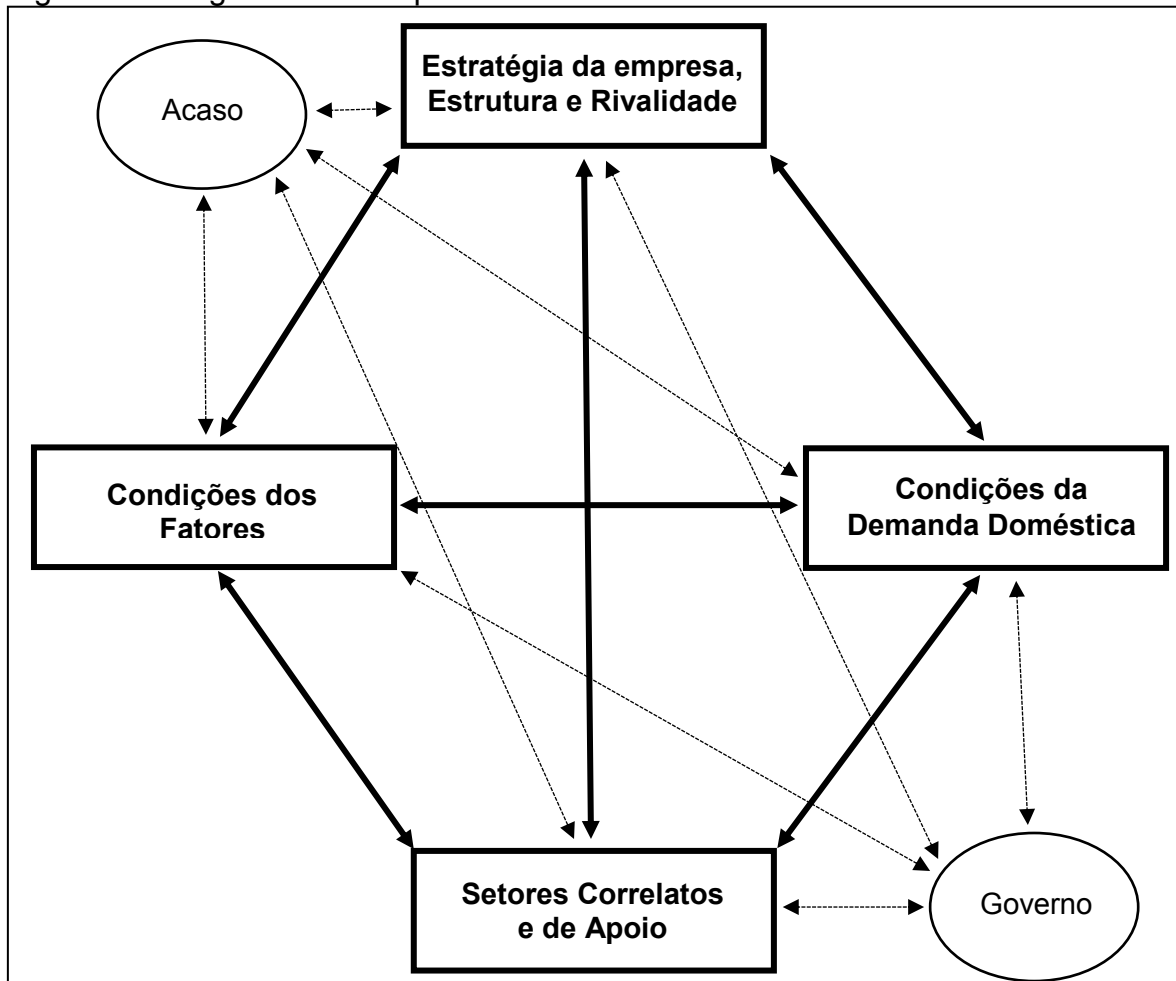 Estratégia da empresa,
Estrutura e Rivalidade
Acaso
Condições dos
Fatores
Condições da
Demanda Doméstica
Setores Correlatos
e de Apoio
Governo